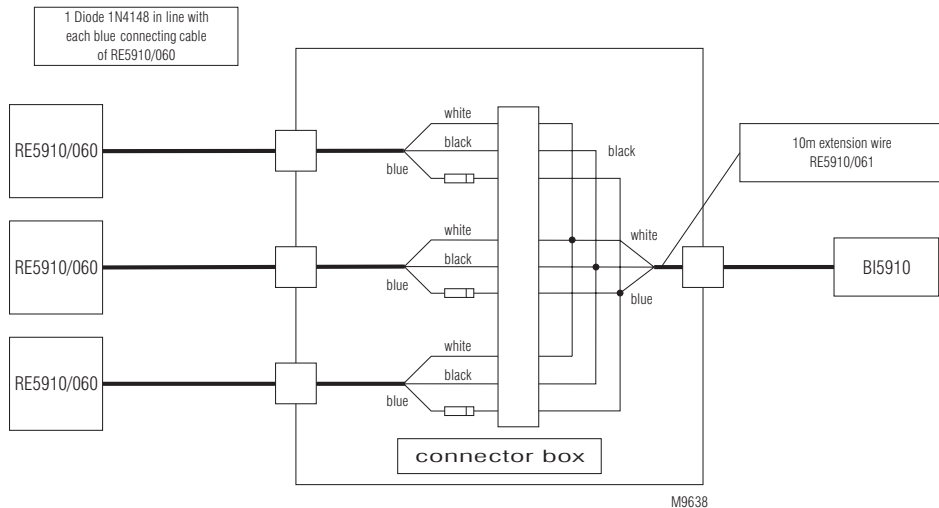 1 Diode 1N4148 in line with
each blue connecting cable
of RE5910/060
RE5910/060
white
black
blue
black
10m extension wire
RE5910/061
RE5910/060
white
black
blue
white
blue
BI5910
RE5910/060
white
black
blue
connector box
M9638